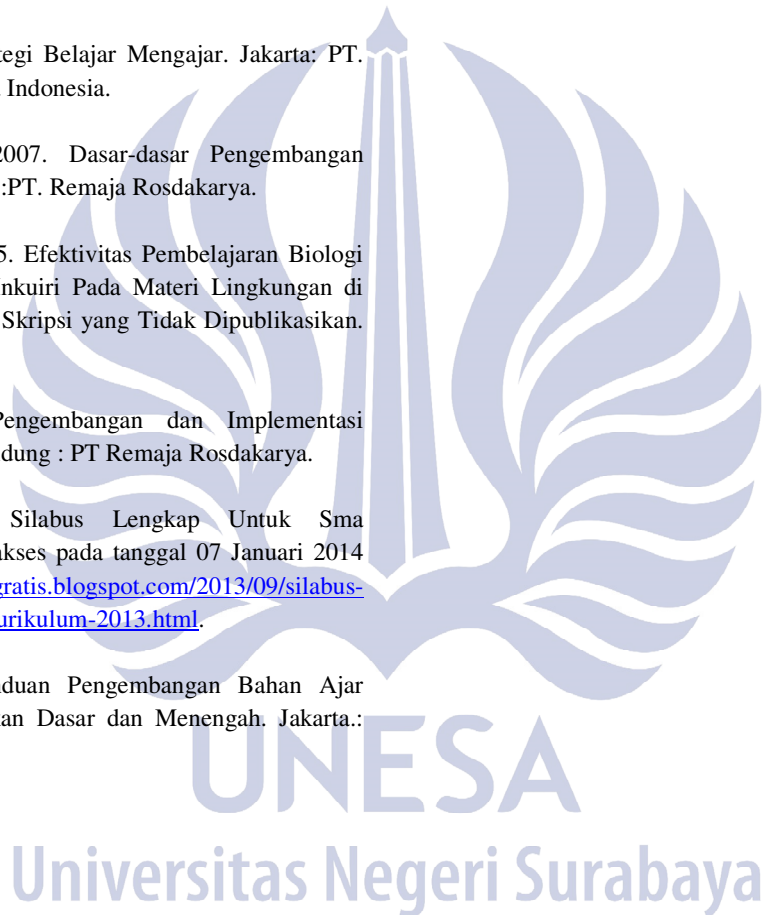 tegi Belajar Mengajar. Jakarta: PT.
Indonesia.
2007. Dasar-dasar Pengembangan
:PT. Remaja Rosdakarya.
5. Efektivitas Pembelajaran Biologi
nkuiri Pada Materi Lingkungan di
Skripsi yang Tidak Dipublikasikan.
Pengembangan dan Implementasi
dung : PT Remaja Rosdakarya.
Silabus Lengkap Untuk Sma
akses pada tanggal 07 Januari 2014
gratis.blogspot.com/2013/09/silabus-
urikulum-2013.html.
nduan Pengembangan Bahan Ajar
kan Dasar dan Menengah. Jakarta.:
UNESA
Universitas Negeri Surabaya